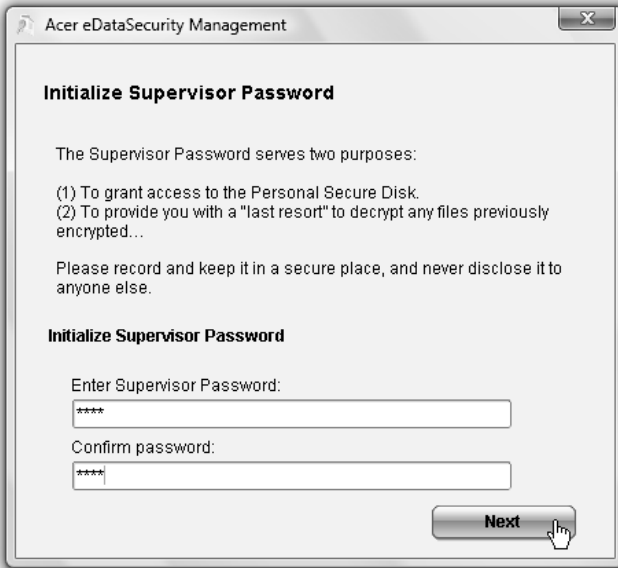 Acer eDataSecurity Management
Initialize Supervisor Password
The Supervisor Password serves two purposes:
(1) To grant access to the Personal Secure Disk.
(2) To provide you with a "last resort" to decrypt any files previously
encrypted...
Please record and keep it in a secure place, and never disclose it to
anyone else.
Initialize Supervisor Password
Enter Supervisor Password:
****
Confirm password:
****
Next